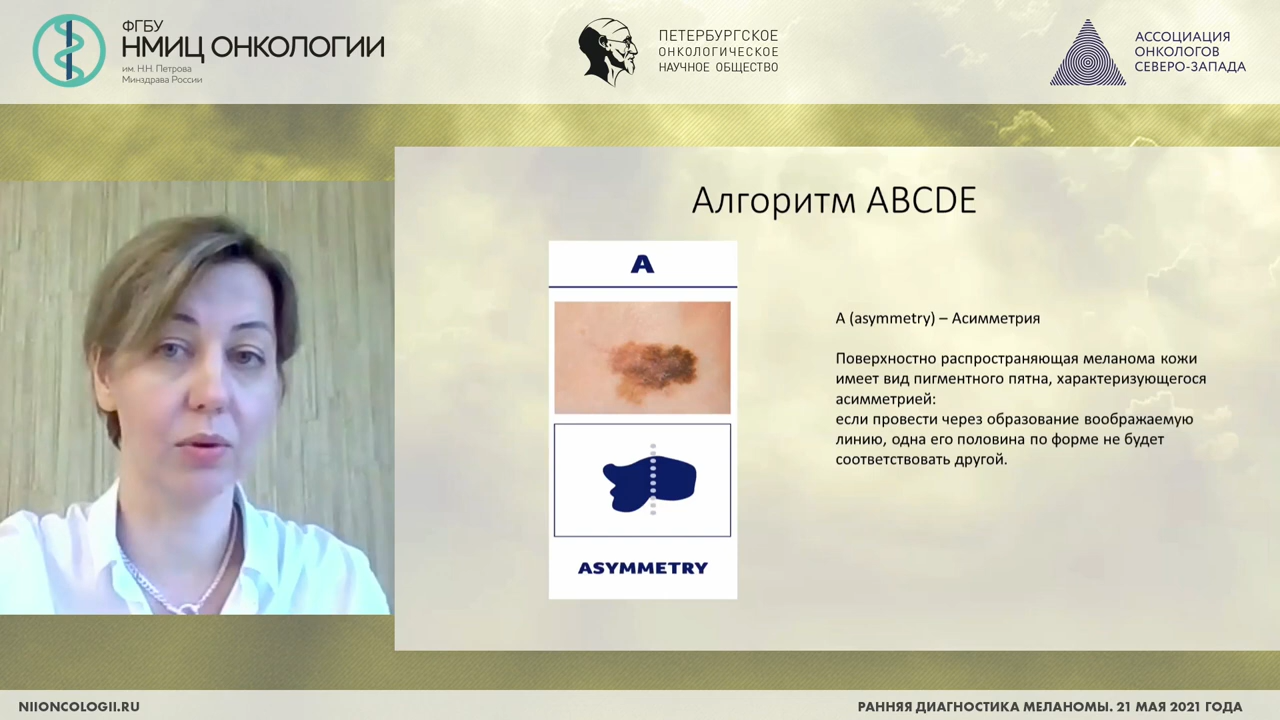 ФГБУ
НМИЦ ОНКОЛОГИИ
им. Н.Н. Петрова
Минздрава России
ПЕТЕРБУРГСКОЕ
ОНКОЛОГИЧЕСКОЕ
НАУЧНОЕ ОБЩЕСТВО
АССОЦИАЦИЯ
ОНКОЛОГОВ
СЕВЕРО-ЗАПАДА
Алгоритм ABCDE
A
ASYMMETRY
A (asymmetry) – Асимметрия
Поверхностно распространяющая меланома кожи
имеет вид пигментного пятна, характеризующегося
асимметрией:
если провести через образование воображаемую
линию, одна его половина по форме не будет
соответствовать другой.
NIIONCOLOGII.RU
РАННЯЯ ДИАГНОСТИКА МЕЛАНОМЫ. 21 МАЯ 2021 ГОДА